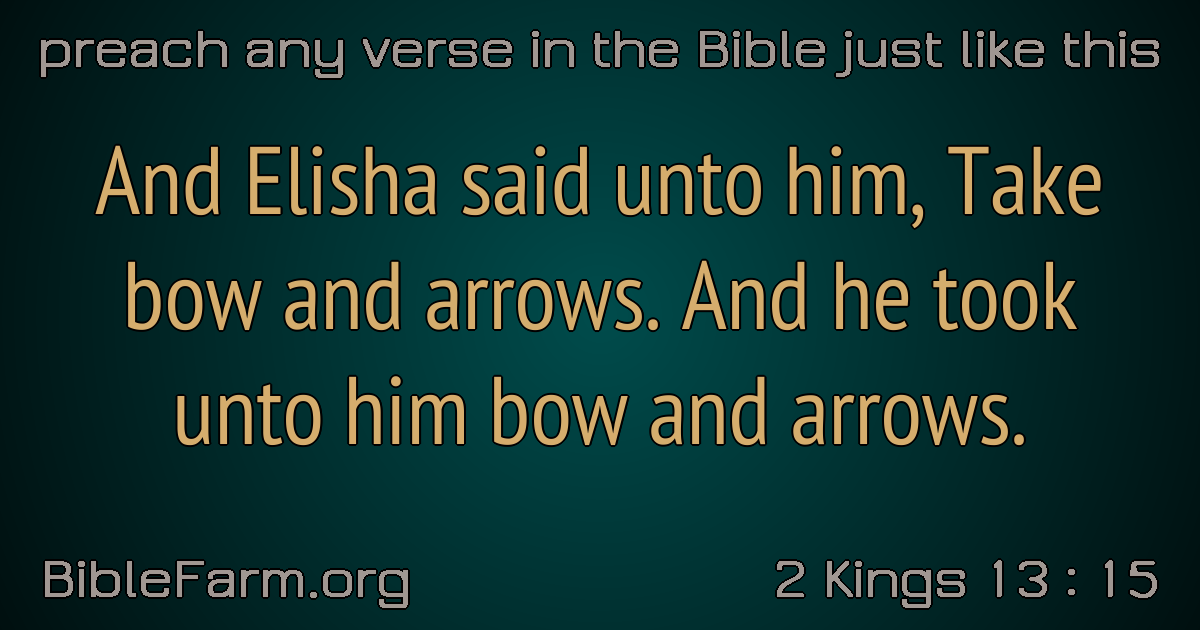 preach any verse in the Bible just like this
And Elisha said unto him, Take
bow and arrows. And he took
unto him bow and arrows.
BibleFarm.org
2 Kings 13 : 15